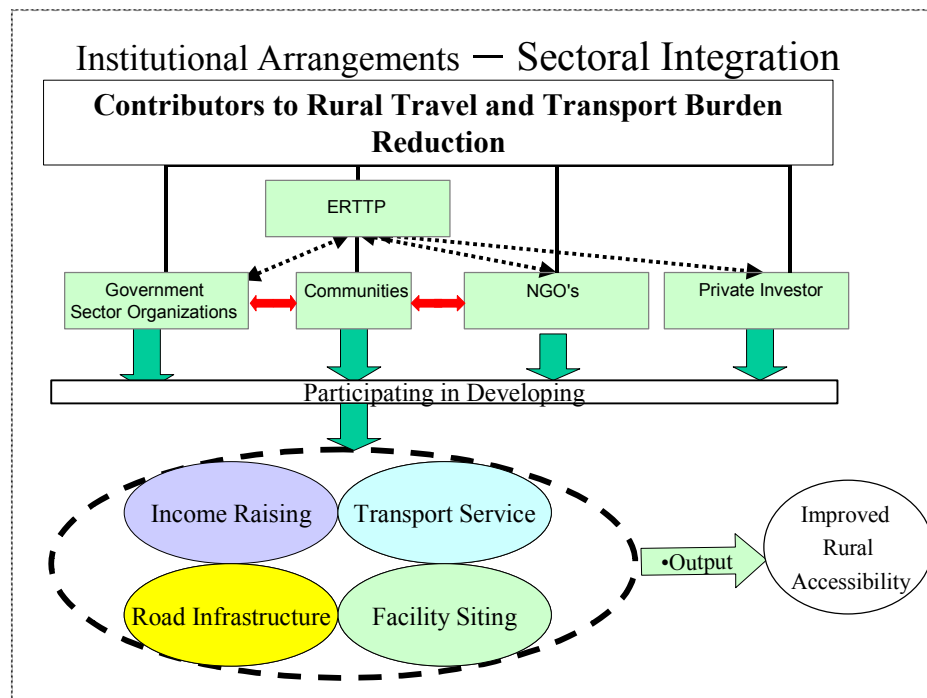 Institutional Arrangements — Sectoral Integration
Contributors to Rural Travel and Transport Burden
Reduction
ERTTP
Government
Sector Organizations
Communities
NGO's
Private Investor
Participating in Developing
Income Raising
Transport Service
Road Infrastructure
Facility Siting
•Output
Improved
Rural
Accessibility